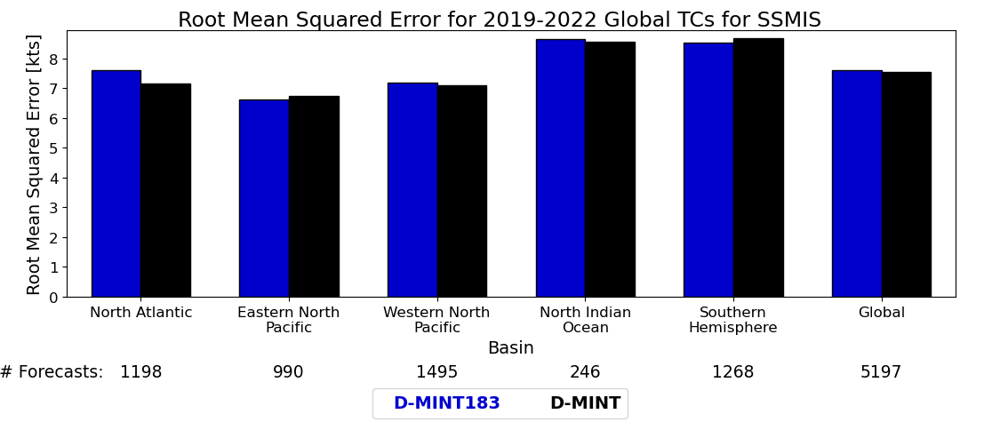 Root Mean Squared Error for 2019-2022 Global TCs for SSMIS
Root Mean Squared Error [kts]
8
7
6
5
4
3
2
1
0
North Atlantic
Eastern North
Pacific
Western North
Pacific
North Indian
Ocean
Southern
Hemisphere
Global
Basin
# Forecasts: 1198 990 1495 246 1268 5197
D-MINT183 D-MINT